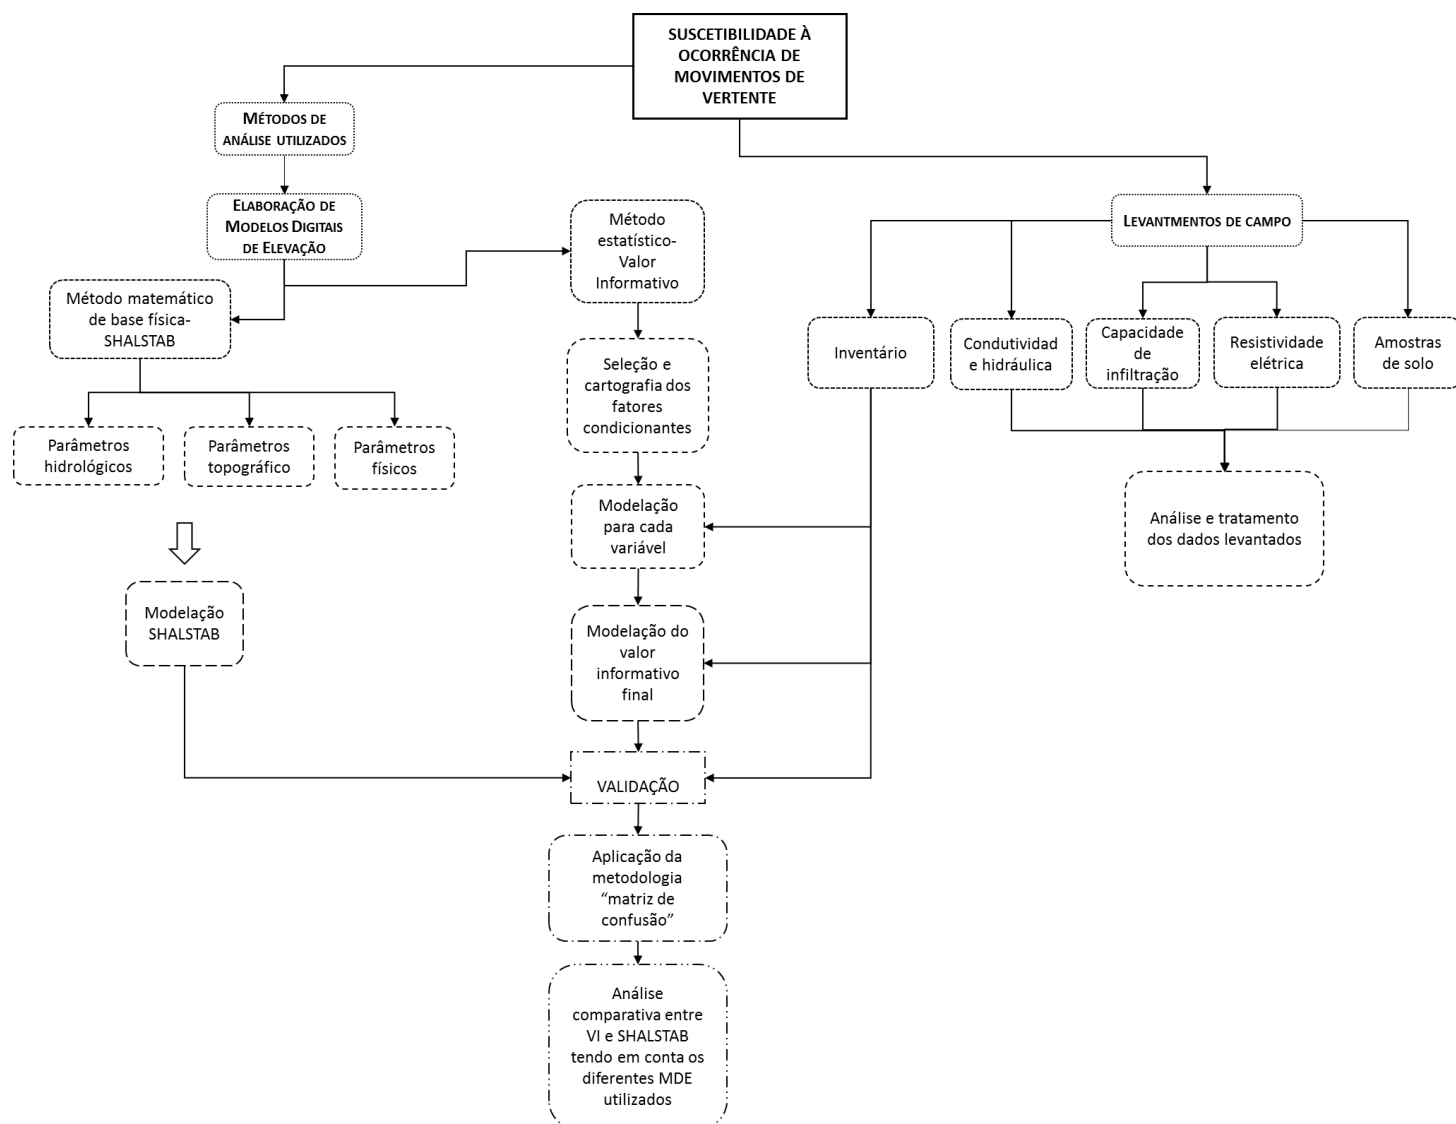 SUSCETIBILIDADE À
OCORRÊNCIA DE
MOVIMENTOS DE
VERTENTE
MÉTODOS DE
ANÁLISE UTILIZADOS
ELABORAÇÃO DE
MODELOS DIGITAIS
DE ELEVAÇÃO
Método matemático
de base física-
SHALSTAB
Parâmetros
hidrológicos
Parâmetros
topográfico
Parâmetros
físicos
Modelação
SHALSTAB
Método
estatístico-
Valor
Informativo
Seleção e
cartografia dos
fatores
condicionantes
Modelação
para cada
variável
Modelação do
valor
informativo
final
VALIDAÇÃO
Aplicação da
metodologia
“matriz de
confusão”
Análise
comparativa entre
VI e SHALSTAB
tendo em conta os
diferentes MDE
utilizados
LEVANTMENTOS DE CAMPO
Inventário
Condutividad
e hidráulica
Capacidade
de
infiltração
Resistividade
elétrica
Amostras
de solo
Análise e tratamento
dos dados levantados